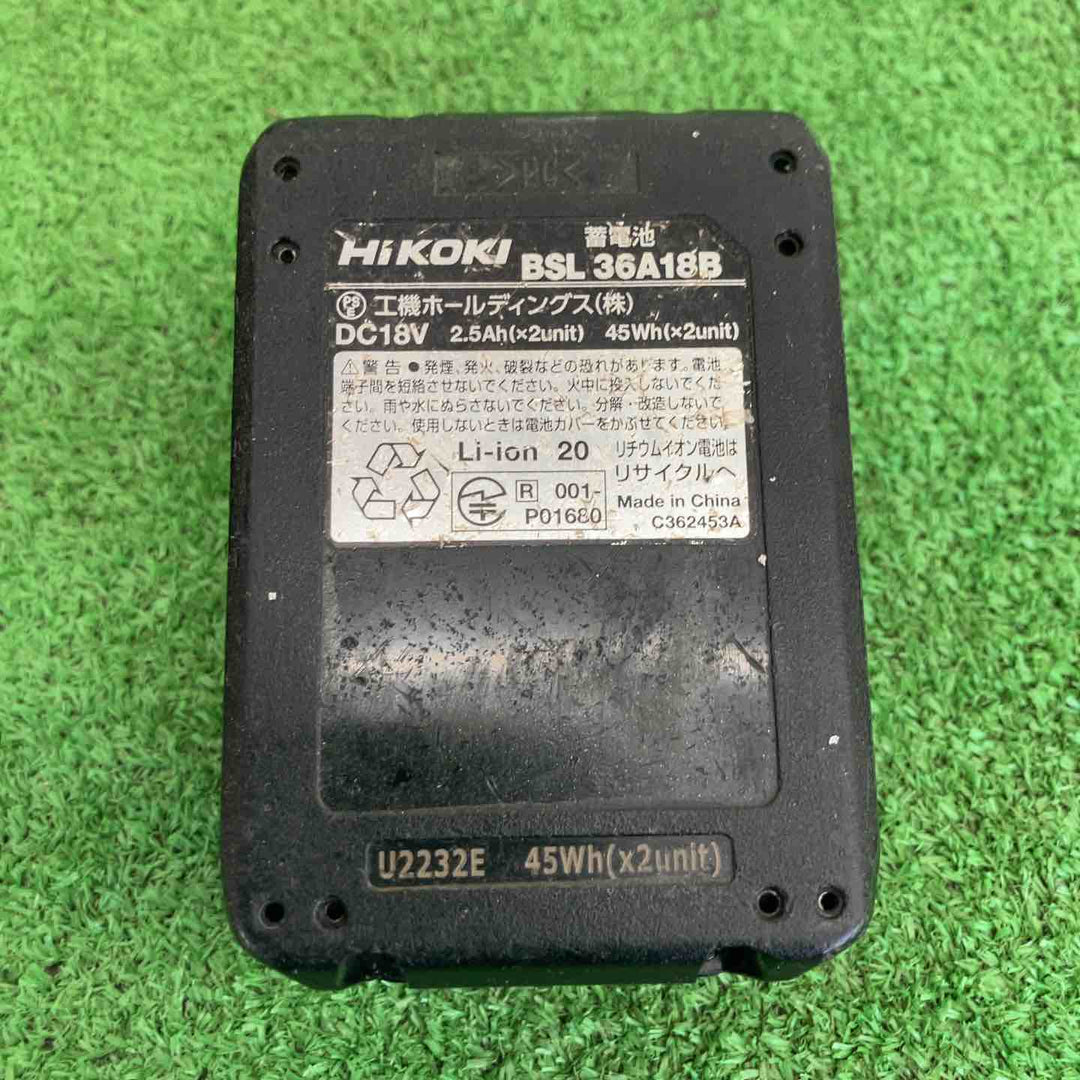 >PC<
HiKOKI 蓄電池
BSL 36A18B
PS
E 工機ホールディングス(株)
DC18V 2.5Ah(×2unit) 45Wh(×2unit)
⚠警告 ●発煙、発火、破裂などの恐れがあります。電池
端子間を短絡させないでください。火中に投入しないでくだ
さい。雨や水にぬらさないでください。分解・改造しないで
ください。使用しないときは電池カバーをかぶせてください。
Li-ion 20
リチウムイオン電池は
リサイクルへ
R 001-
P01680
Made in China
C362453A
U2232E 45Wh(x2unit)